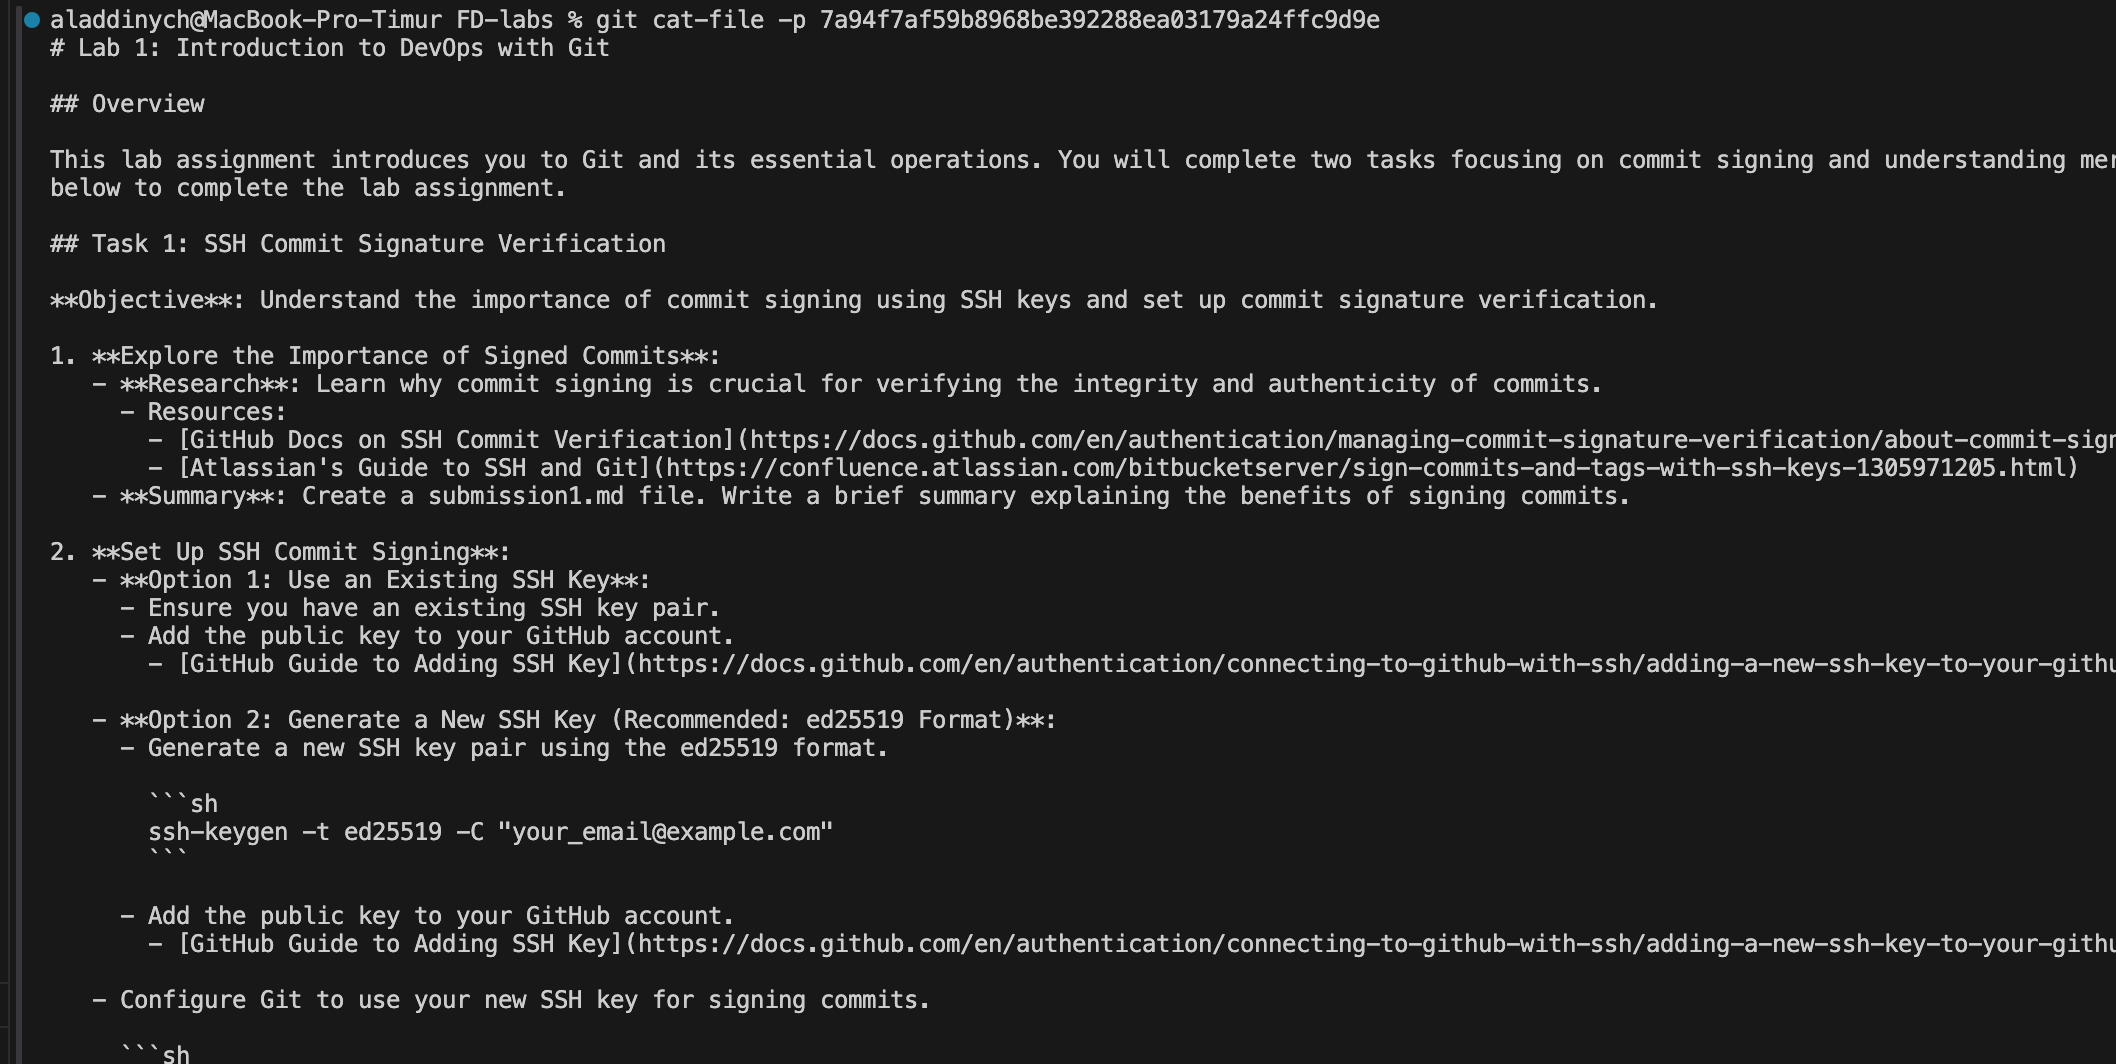 aladdinych@MacBook-Pro-Timur FD-labs % git cat-file -p 7a94f7af59b8968be392288ea03179a24ffc9d9e
# Lab 1: Introduction to DevOps with Git

## Overview

This lab assignment introduces you to Git and its essential operations. You will complete two tasks focusing on commit signing and understanding mer
below to complete the lab assignment.

## Task 1: SSH Commit Signature Verification

**Objective**: Understand the importance of commit signing using SSH keys and set up commit signature verification.

1. **Explore the Importance of Signed Commits**:
   - **Research**: Learn why commit signing is crucial for verifying the integrity and authenticity of commits.
     - Resources:
       - [GitHub Docs on SSH Commit Verification](https://docs.github.com/en/authentication/managing-commit-signature-verification/about-commit-sign
       - [Atlassian's Guide to SSH and Git](https://confluence.atlassian.com/bitbucketserver/sign-commits-and-tags-with-ssh-keys-1305971205.html)
   - **Summary**: Create a submission1.md file. Write a brief summary explaining the benefits of signing commits.

2. **Set Up SSH Commit Signing**:
   - **Option 1: Use an Existing SSH Key**:
     - Ensure you have an existing SSH key pair.
     - Add the public key to your GitHub account.
       - [GitHub Guide to Adding SSH Key](https://docs.github.com/en/authentication/connecting-to-github-with-ssh/adding-a-new-ssh-key-to-your-githu

   - **Option 2: Generate a New SSH Key (Recommended: ed25519 Format)**:
     - Generate a new SSH key pair using the ed25519 format.

       ```sh
       ssh-keygen -t ed25519 -C "your_email@example.com"
       ```

     - Add the public key to your GitHub account.
       - [GitHub Guide to Adding SSH Key](https://docs.github.com/en/authentication/connecting-to-github-with-ssh/adding-a-new-ssh-key-to-your-githu

   - Configure Git to use your new SSH key for signing commits.

     ```sh